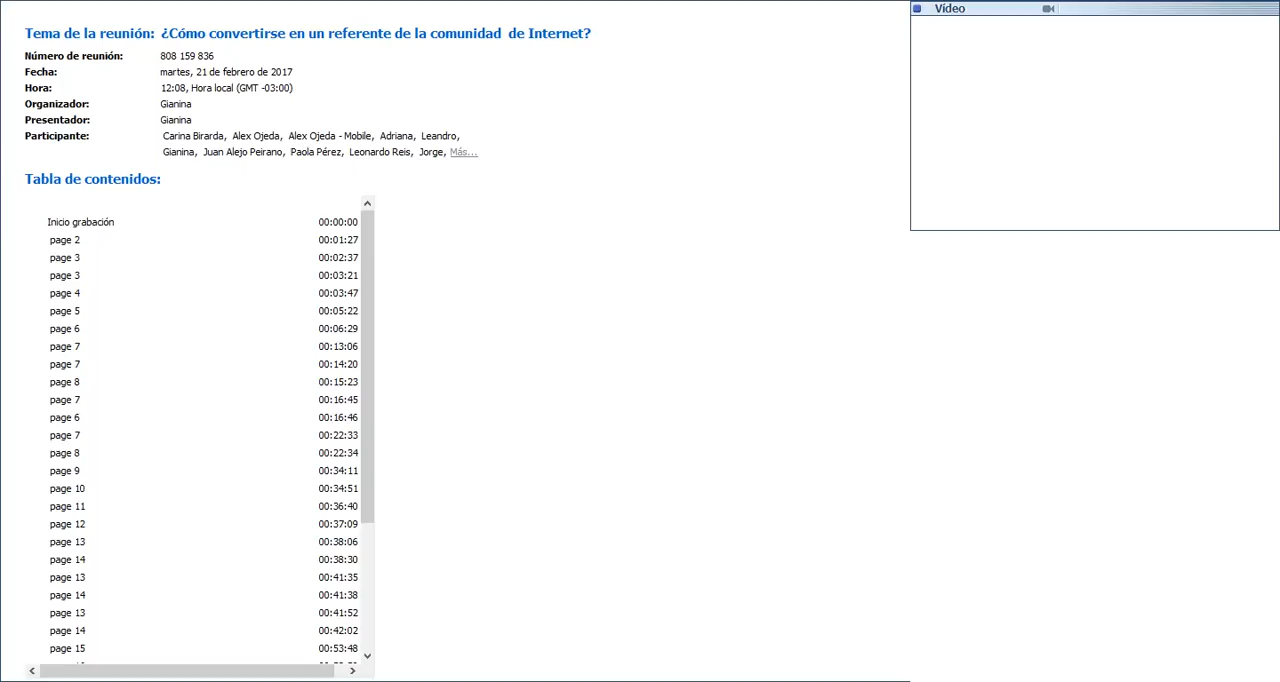 Vídeo
Tema de la reunión: ¿Cómo convertirse en un referente de la comunidad de Internet?
Número de reunión: 808 159 836
Fecha: martes, 21 de febrero de 2017
Hora: 12:08, Hora local (GMT -03:00)
Organizador: Gianina
Presentador: Gianina
Participante: Carina Birarda, Alex Ojeda, Alex Ojeda - Mobile, Adriana, Leandro,
Gianina, Juan Alejo Peirano, Paola Pérez, Leonardo Reis, Jorge, Más...
Tabla de contenidos:
Inicio grabación 00:00:00
page 2 00:01:27
page 3 00:02:37
page 3 00:03:21
page 4 00:03:47
page 5 00:05:22
page 6 00:06:29
page 7 00:13:06
page 7 00:14:20
page 8 00:15:23
page 7 00:16:45
page 6 00:16:46
page 7 00:22:33
page 8 00:22:34
page 9 00:34:11
page 10 00:34:51
page 11 00:36:40
page 12 00:37:09
page 13 00:38:06
page 14 00:38:30
page 13 00:41:35
page 14 00:41:38
page 13 00:41:52
page 14 00:42:02
page 15 00:53:48